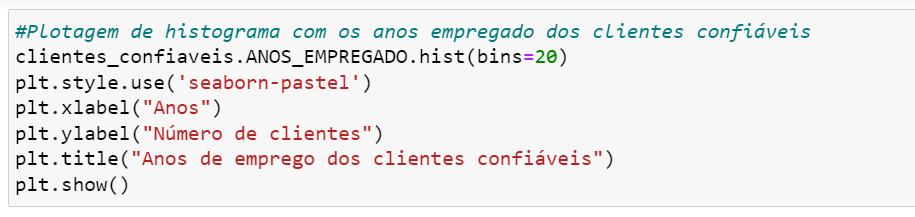 #Plotagem de histograma com os anos empregado dos clientes confiáveis
clientes_confiaveis.ANOS_EMPREGADO.hist(bins=20)
plt.style.use('seaborn-pastel')
plt.xlabel("Anos")
plt.ylabel("Número de clientes")
plt.title("Anos de emprego dos clientes confiáveis")
plt.show()